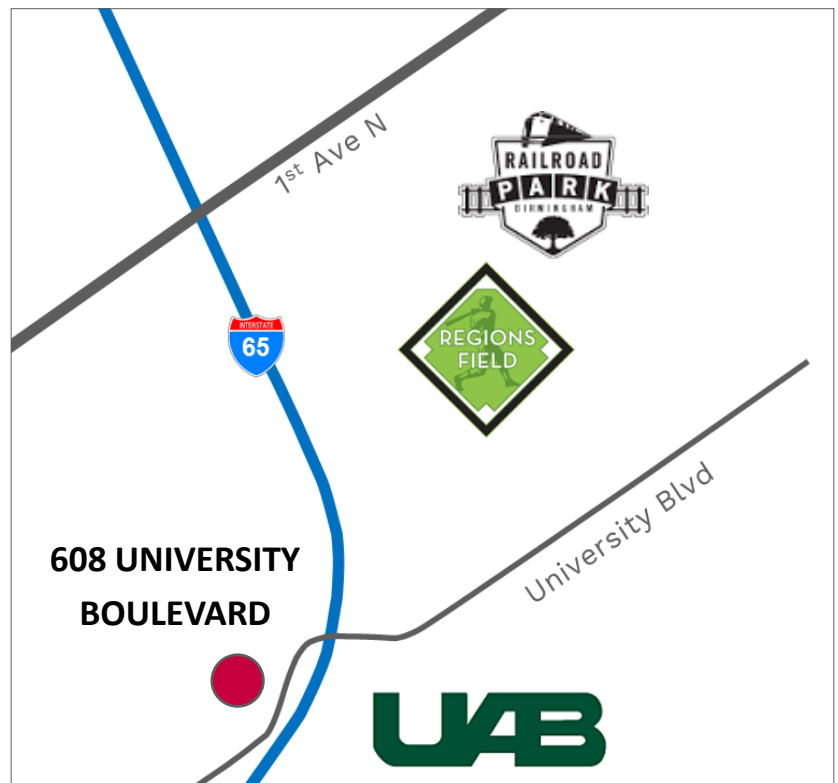 1st Ave N
RAILROAD
PARK
BIRMINGHAM
REGIONS
FIELD
INTERSTATE
65
University Blvd
608 UNIVERSITY
BOULEVARD
UAB